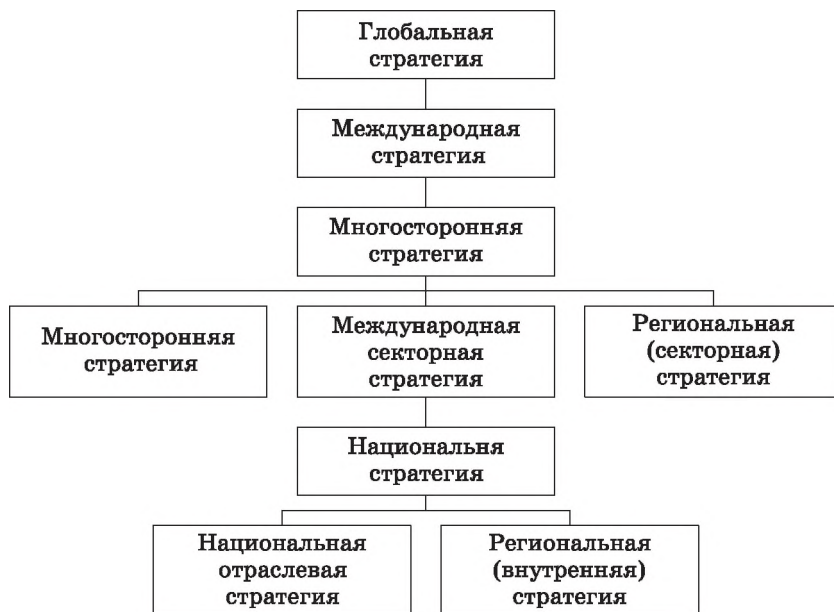 Глобальная
стратегия
Международная
стратегия
Многосторонняя
стратегия
Многосторонняя
стратегия
Международная
секторная
стратегия
Региональная
(секторная)
стратегия
Национальня
стратегия
Национальная
отраслевая
стратегия
Региональная
(внутренняя)
стратегия